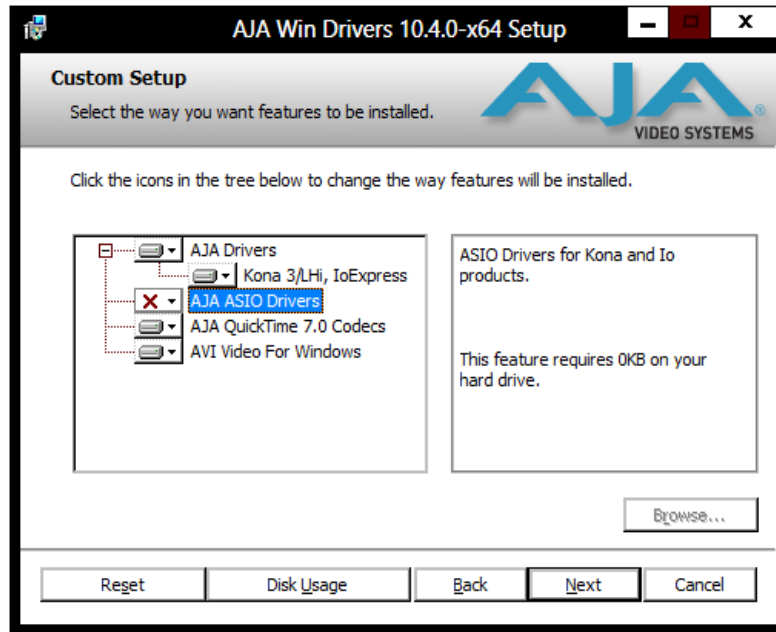 AJA Win Drivers 10.4.0-x64 Setup
Custom Setup
Select the way you want features to be installed.
AJA
®
VIDEO SYSTEMS
Click the icons in the tree below to change the way features will be installed.
AJA Drivers
Kona 3/LHi, IoExpress
AJA ASIO Drivers
AJA QuickTime 7.0 Codecs
AVI Video For Windows
ASIO Drivers for Kona and Io
products.
This feature requires 0KB on your
hard drive.
Browse...
Reset
Disk Usage
Back
Next
Cancel